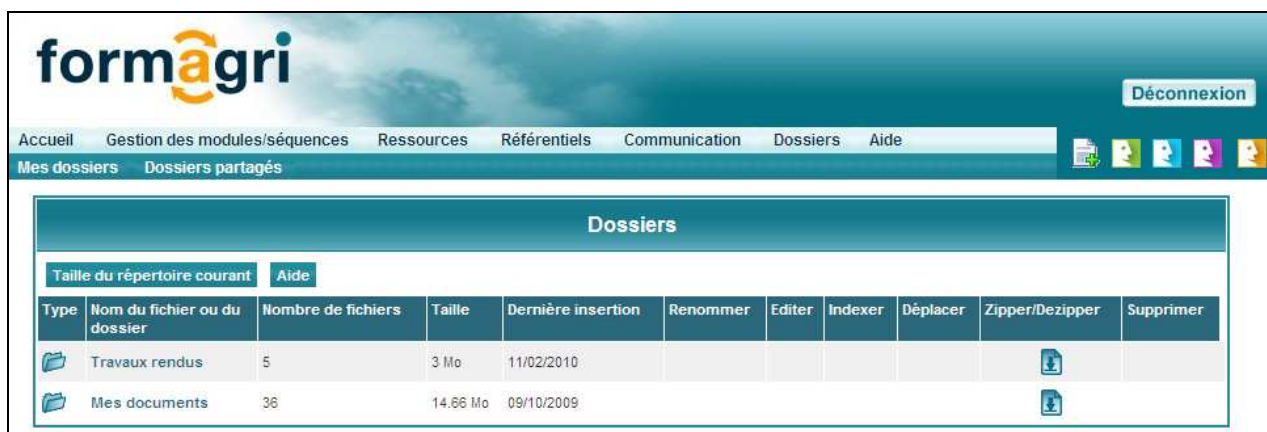 formagri
Déconnexion
Accueil Gestion des modules/séquences Ressources Référentiels Communication Dossiers Aide
Mes dossiers Dossiers partagés
Dossiers
Taille du répertoire courant Aide
Type Nom du fichier ou du dossier Nombre de fichiers Taille Dernière insertion Renommer Editer Indexer Déplacer Zipper/Dezipper Supprimer
Travaux rendus 5 3 Mo 11/02/2010
Mes documents 36 14.66 Mo 09/10/2009